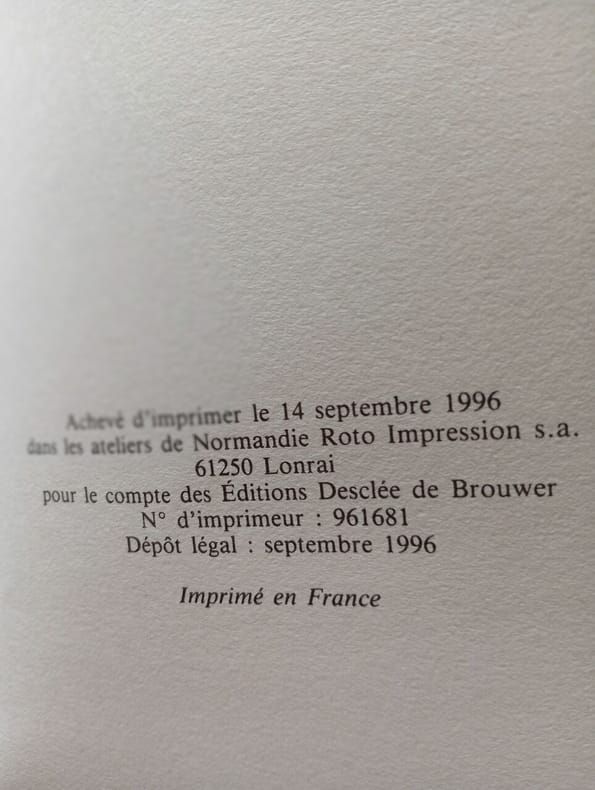 Achevé d'imprimer le 14 septembre 1996
dans les ateliers de Normandie Roto Impression s.a.
61250 Lonrai
pour le compte des Éditions Desclée de Brouwer
N° d'imprimeur : 961681
Dépôt légal : septembre 1996
Imprimé en France